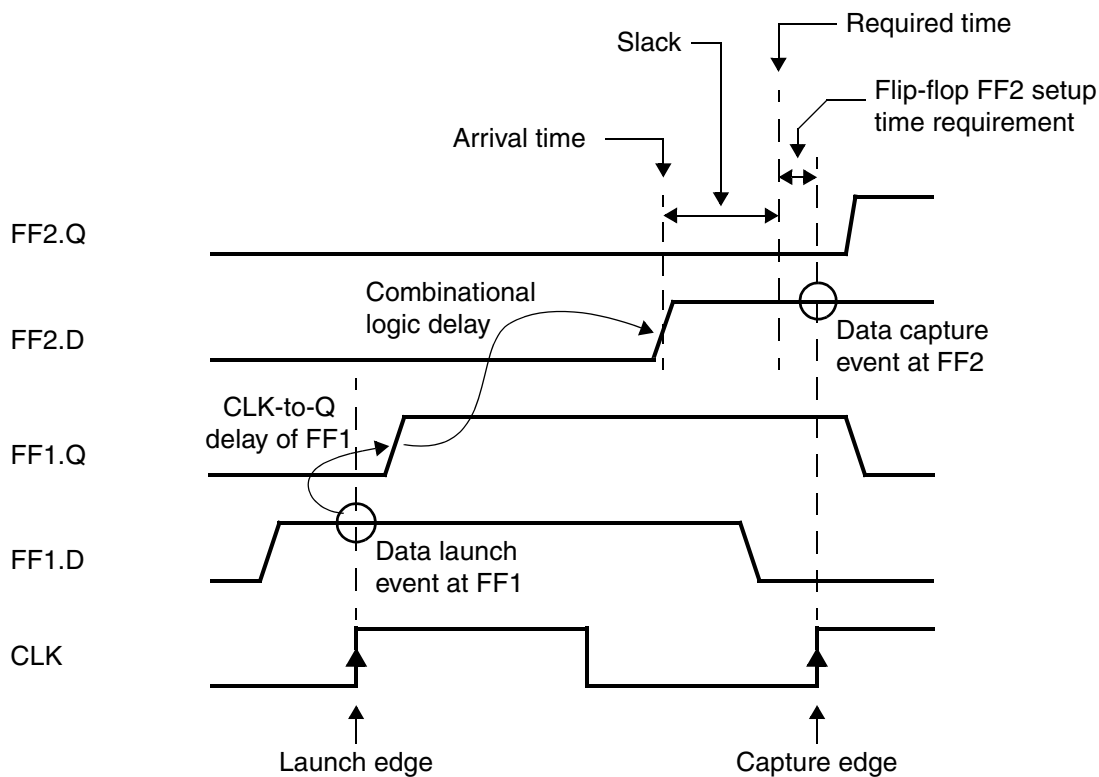 Required time
Slack
Flip-flop FF2 setup
time requirement
Arrival time
FF2.Q
Combinational
logic delay
FF2.D
Data capture
event at FF2
CLK-to-Q
delay of FF1
FF1.Q
Data launch
event at FF1
FF1.D
CLK
Launch edge
Capture edge